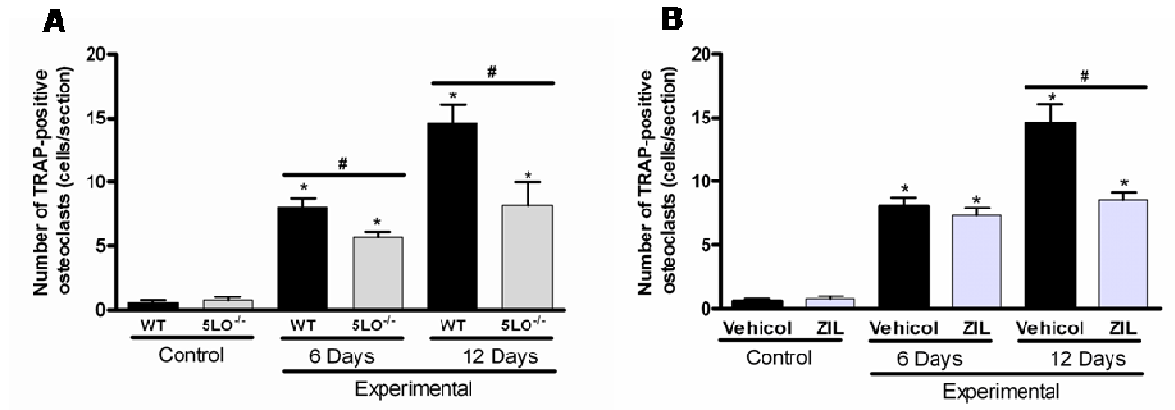 A
Number of TRAP-positive
osteoclasts (cells/section)
20
15
10
5
0
*
*
#
*
*
#
WT
5LO-/-
WT
5LO-/-
WT
5LO-/-
Control
6 Days
12 Days
Experimental
B
Number of TRAP-positive
osteoclasts (cells/section)
20
15
10
5
0
*
*
*
*
#
Vehicol
ZIL
Vehicol
ZIL
Vehicol
ZIL
Control
6 Days
12 Days
Experimental